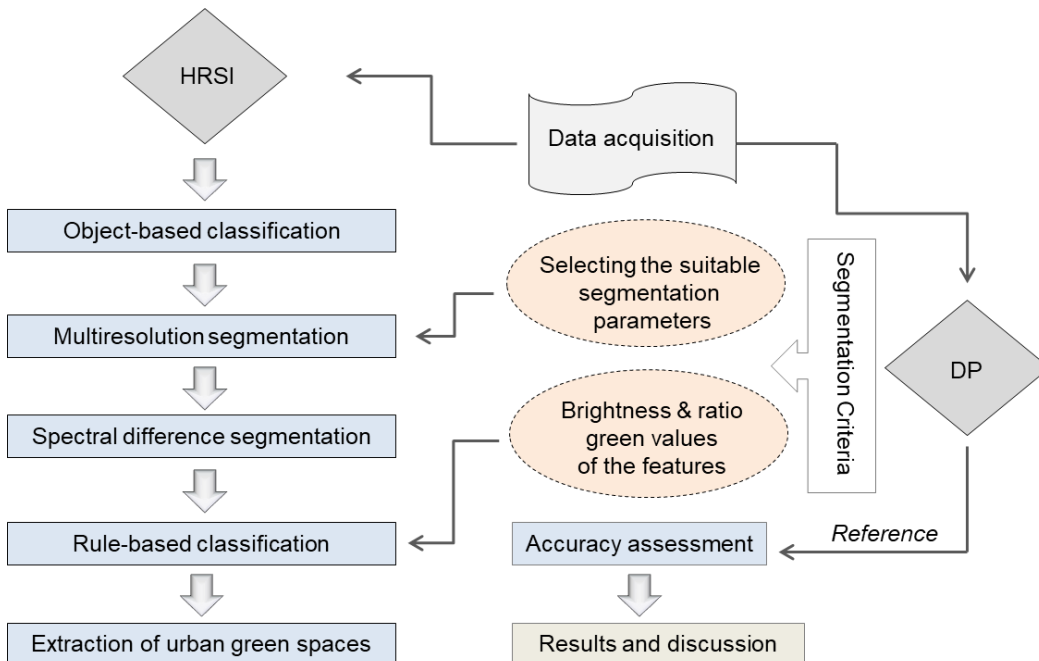 HRSI
Data acquisition
Object-based classification
Selecting the suitable
segmentation
parameters
Multiresolution segmentation
Segmentation Criteria
DP
Brightness & ratio
green values
of the features
Spectral difference segmentation
Rule-based classification
Accuracy assessment
Reference
Extraction of urban green spaces
Results and discussion